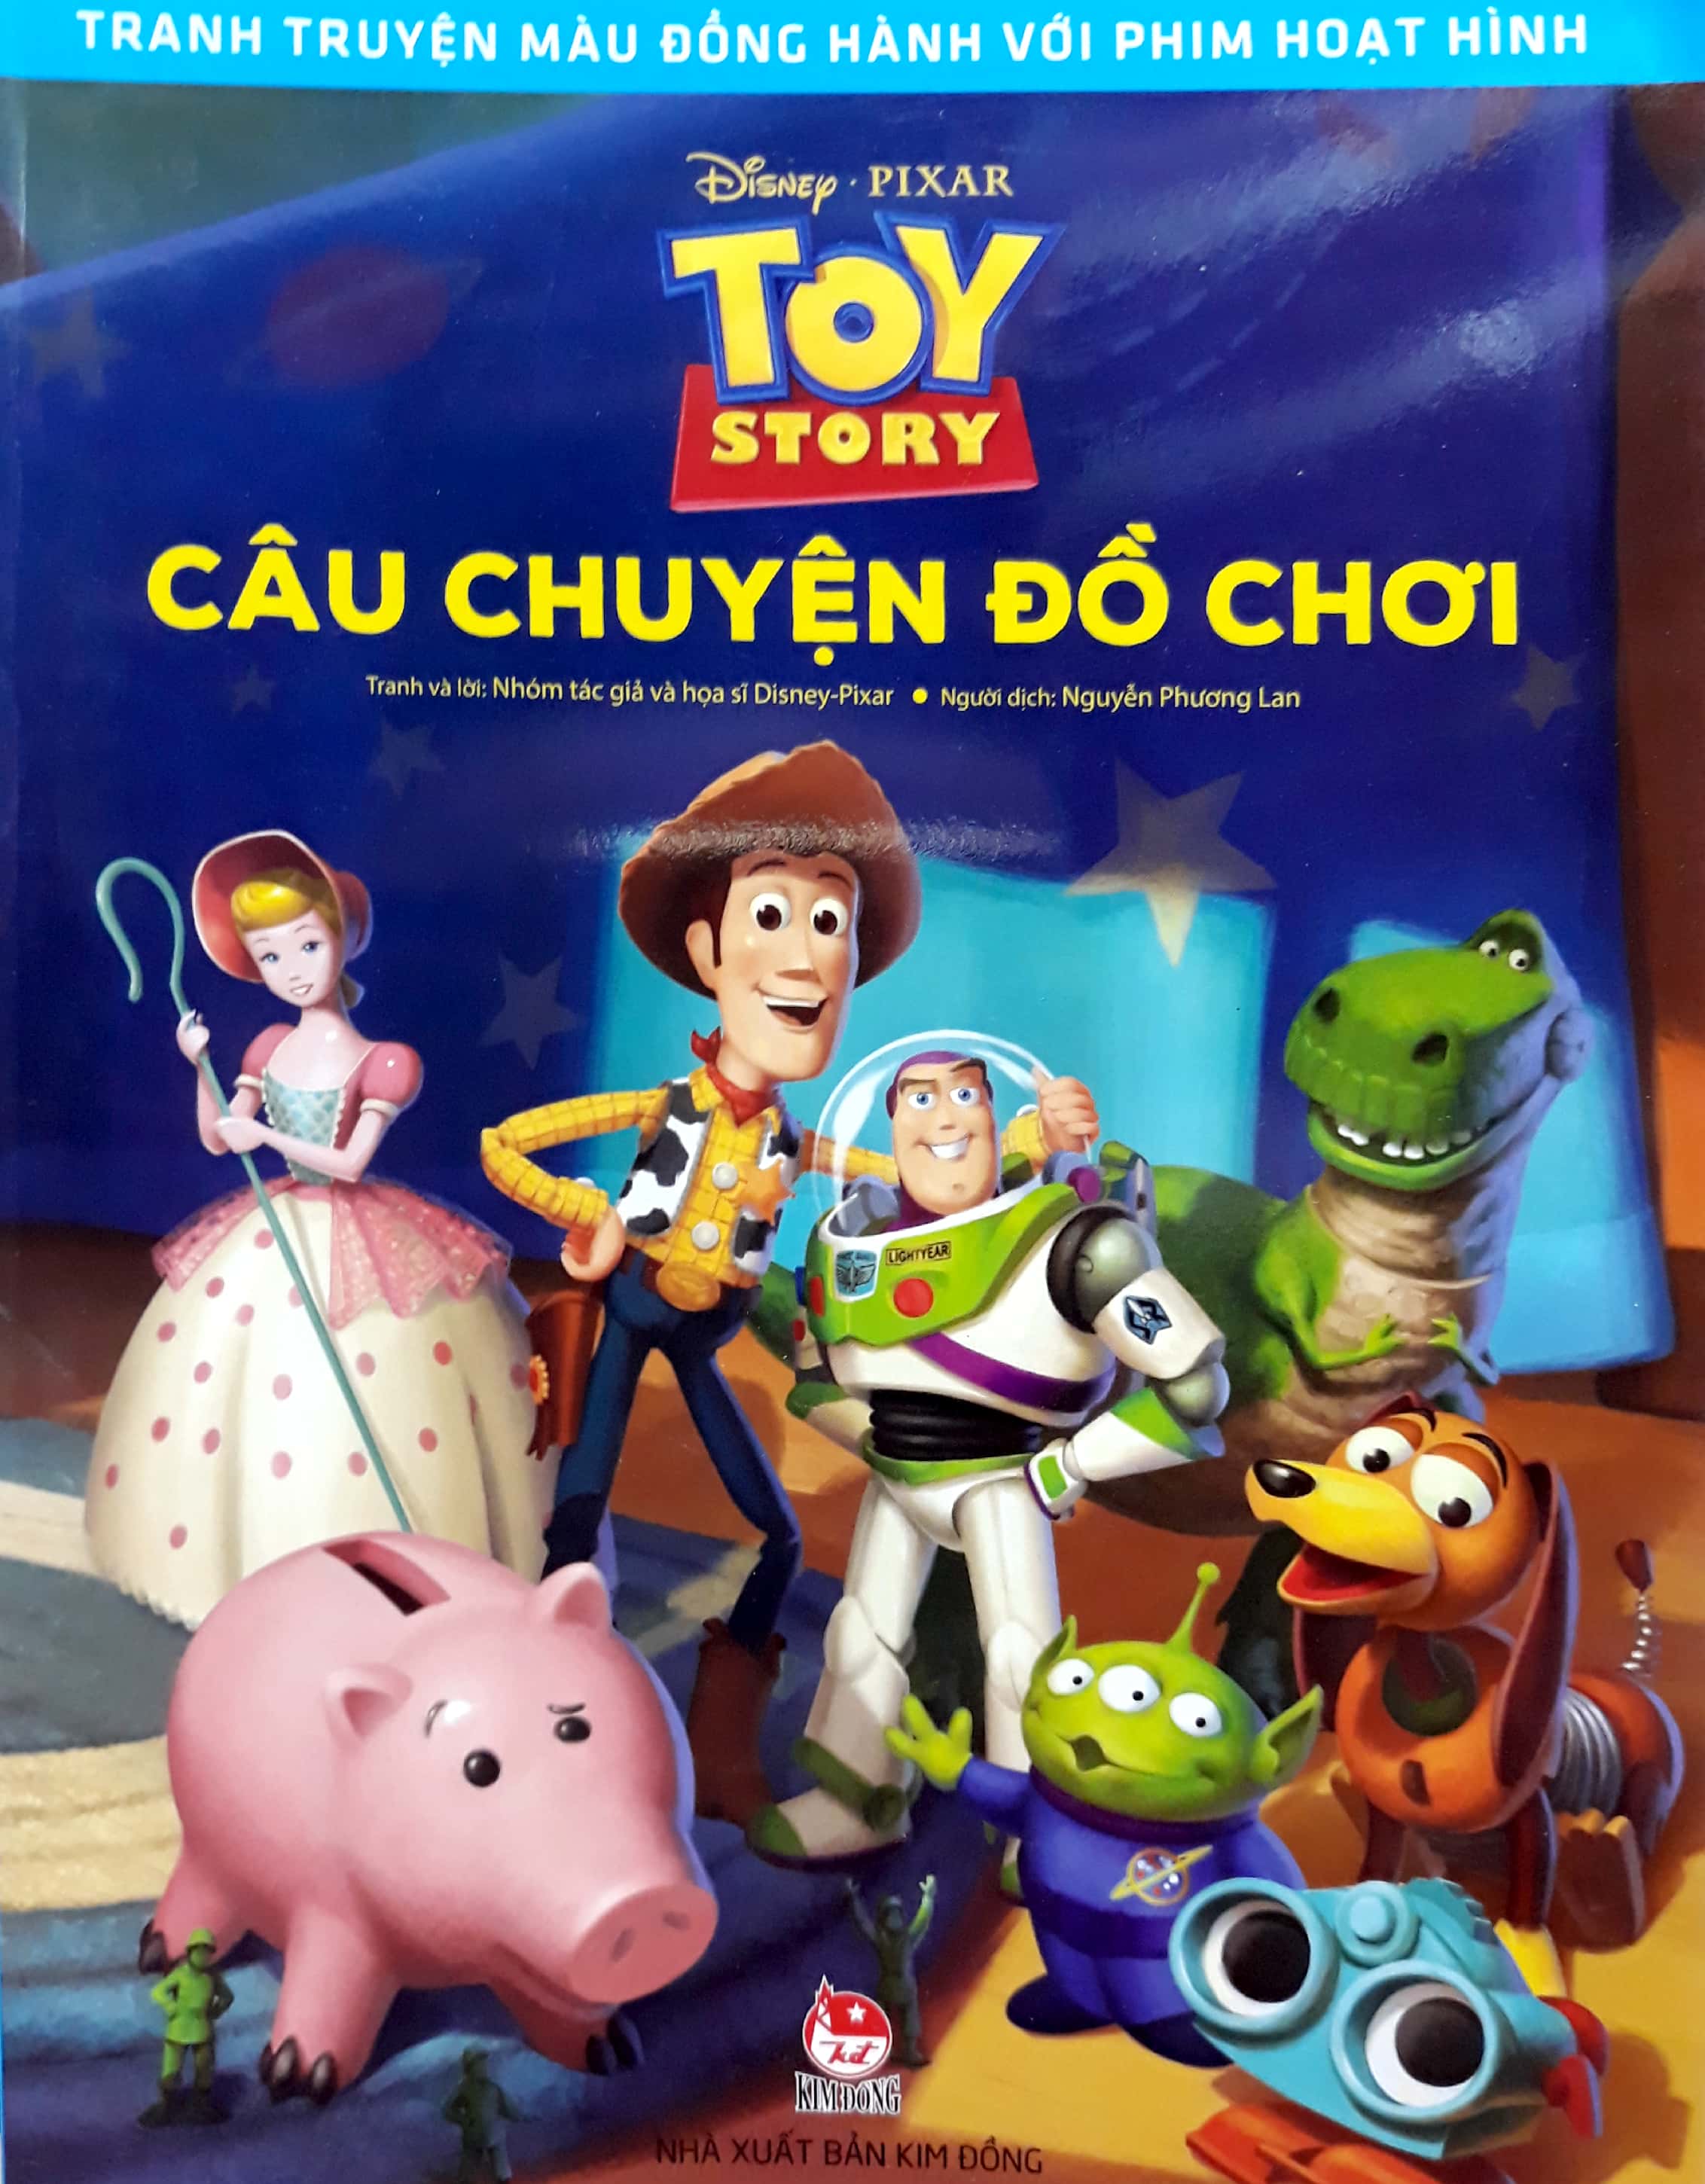 TRANH TRUYỆN MÀU ĐỒNG HÀNH VỚI PHIM HOẠT HÌNH
Disney · PIXAR
TOY
STORY
CÂU CHUYỆN ĐỒ CHƠI
Tranh và lời: Nhóm tác giả và họa sĩ Disney-Pixar • Người dịch: Nguyễn Phương Lan
LIGHTYEAR
KIM ĐỒNG
NHÀ XUẤT BẢN KIM ĐỒNG